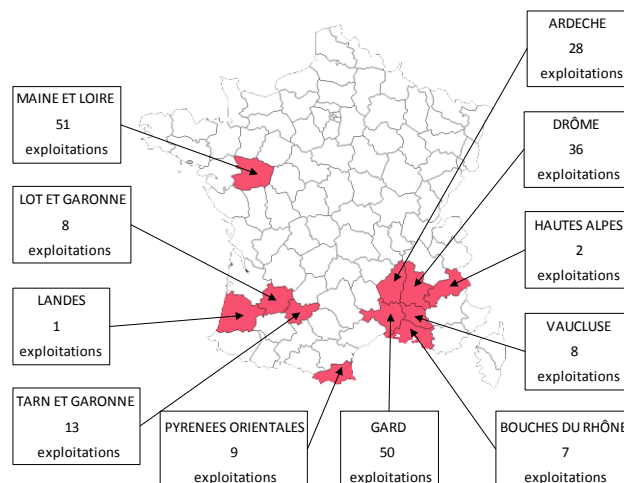 ARDECHE
28
exploitations
MAINE ET LOIRE
51
exploitations
DRÔME
36
exploitations
LOT ET GARONNE
8
exploitations
HAUTES ALPES
2
exploitations
LANDES
1
exploitations
VAUCLUSE
8
exploitations
TARN ET GARONNE
13
exploitations
PYRENEES ORIENTALES
9
exploitations
GARD
50
exploitations
BOUCHES DU RHÔNE
7
exploitations